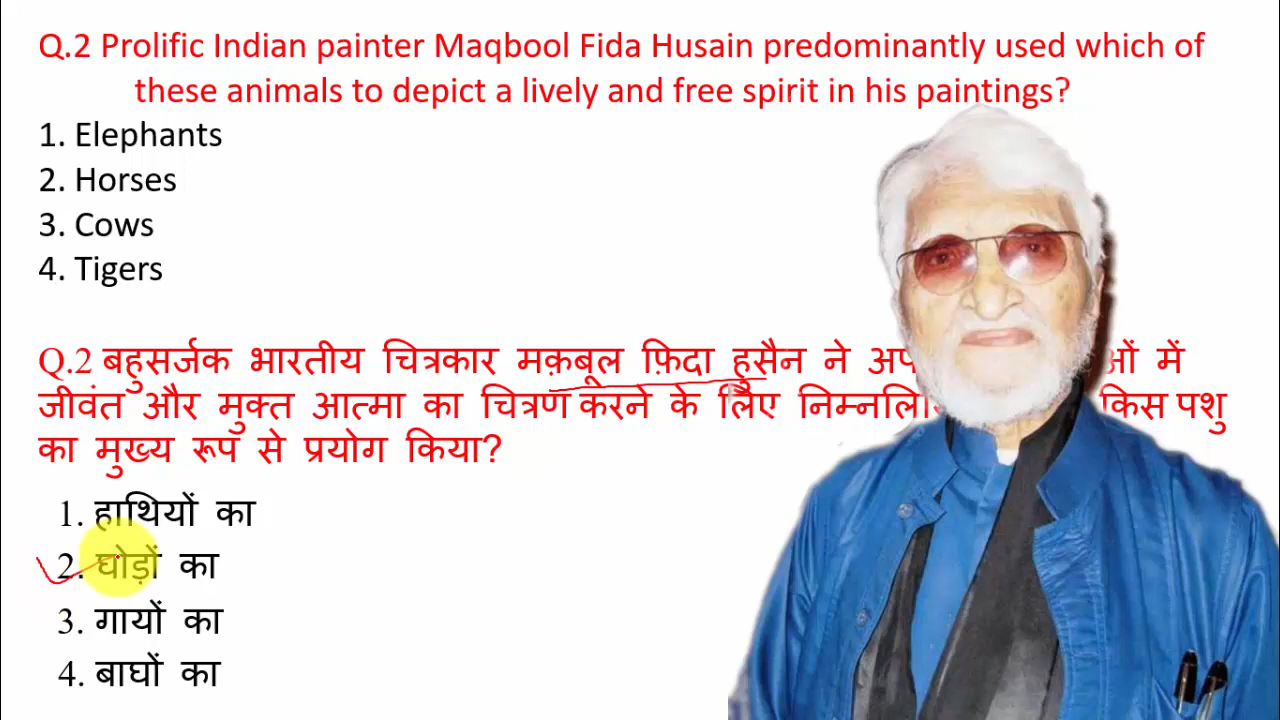 Q.2 Prolific Indian painter Maqbool Fida Husain predominantly used which of
these animals to depict a lively and free spirit in his paintings?
1. Elephants
2. Horses
3. Cows
4. Tigers
Q.2 बहुसर्जक भारतीय चित्रकार मक़बूल फ़िदा हुसैन ने में
जीवंत और मुक्त आत्मा का चित्रण करने के लिए किस पशु
का मुख्य रूप से प्रयोग किया?
1. हाथियों का
2. घोड़ों का
3. गायों का
4. बाघों का